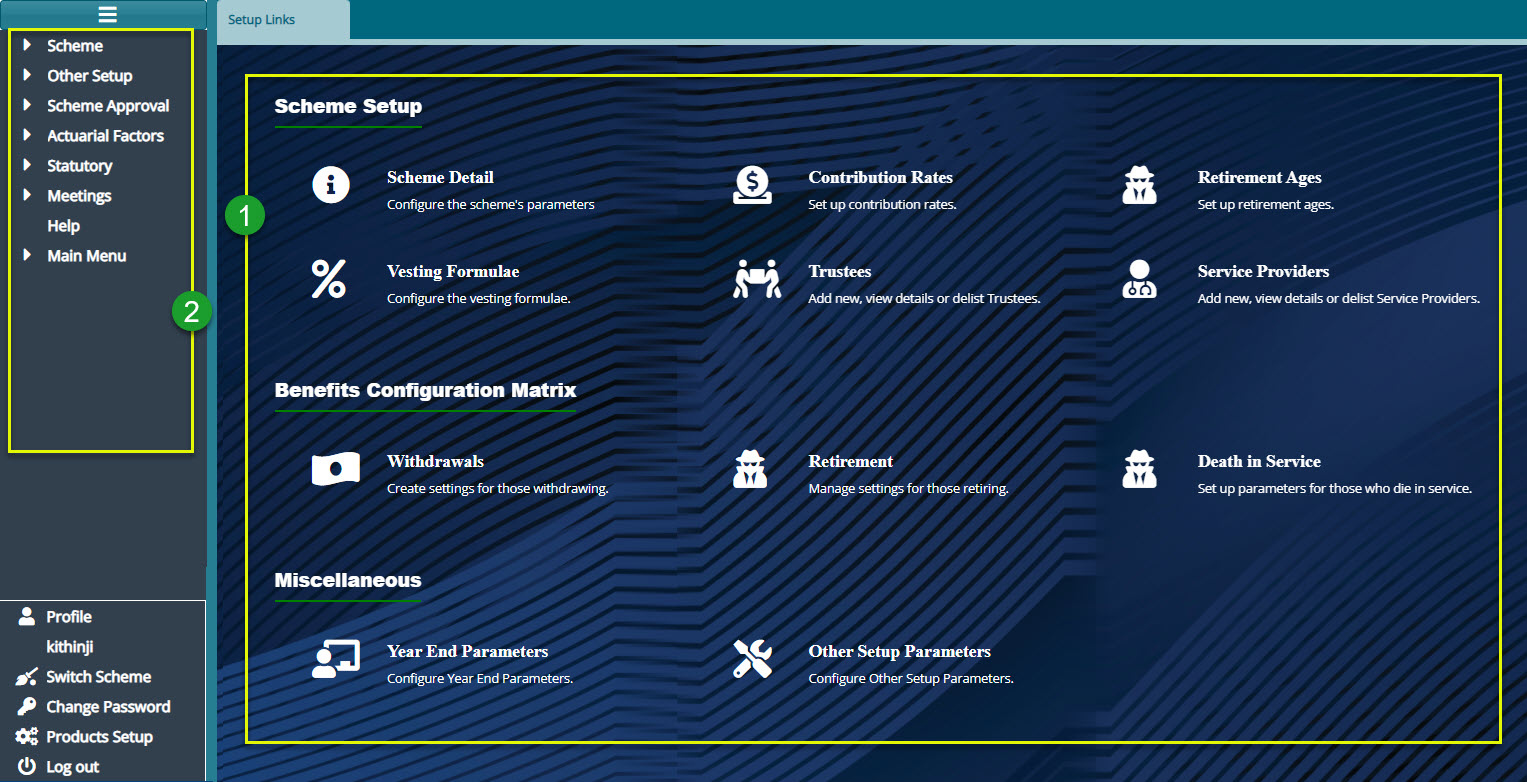 Setup Links
Scheme
Other Setup
Scheme Approval
Actuarial Factors
Statutory
Meetings
Help
Main Menu
2
Profile
kithinji
Switch Scheme
Change Password
Products Setup
Log out
1
Scheme Setup
Scheme Detail
Configure the scheme's parameters
Contribution Rates
Set up contribution rates.
Retirement Ages
Set up retirement ages.
Vesting Formulae
Configure the vesting formulae.
Trustees
Add new, view details or delist Trustees.
Service Providers
Add new, view details or delist Service Providers.
Benefits Configuration Matrix
Withdrawals
Create settings for those withdrawing.
Retirement
Manage settings for those retiring.
Death in Service
Set up parameters for those who die in service.
Miscellaneous
Year End Parameters
Configure Year End Parameters.
Other Setup Parameters
Configure Other Setup Parameters.